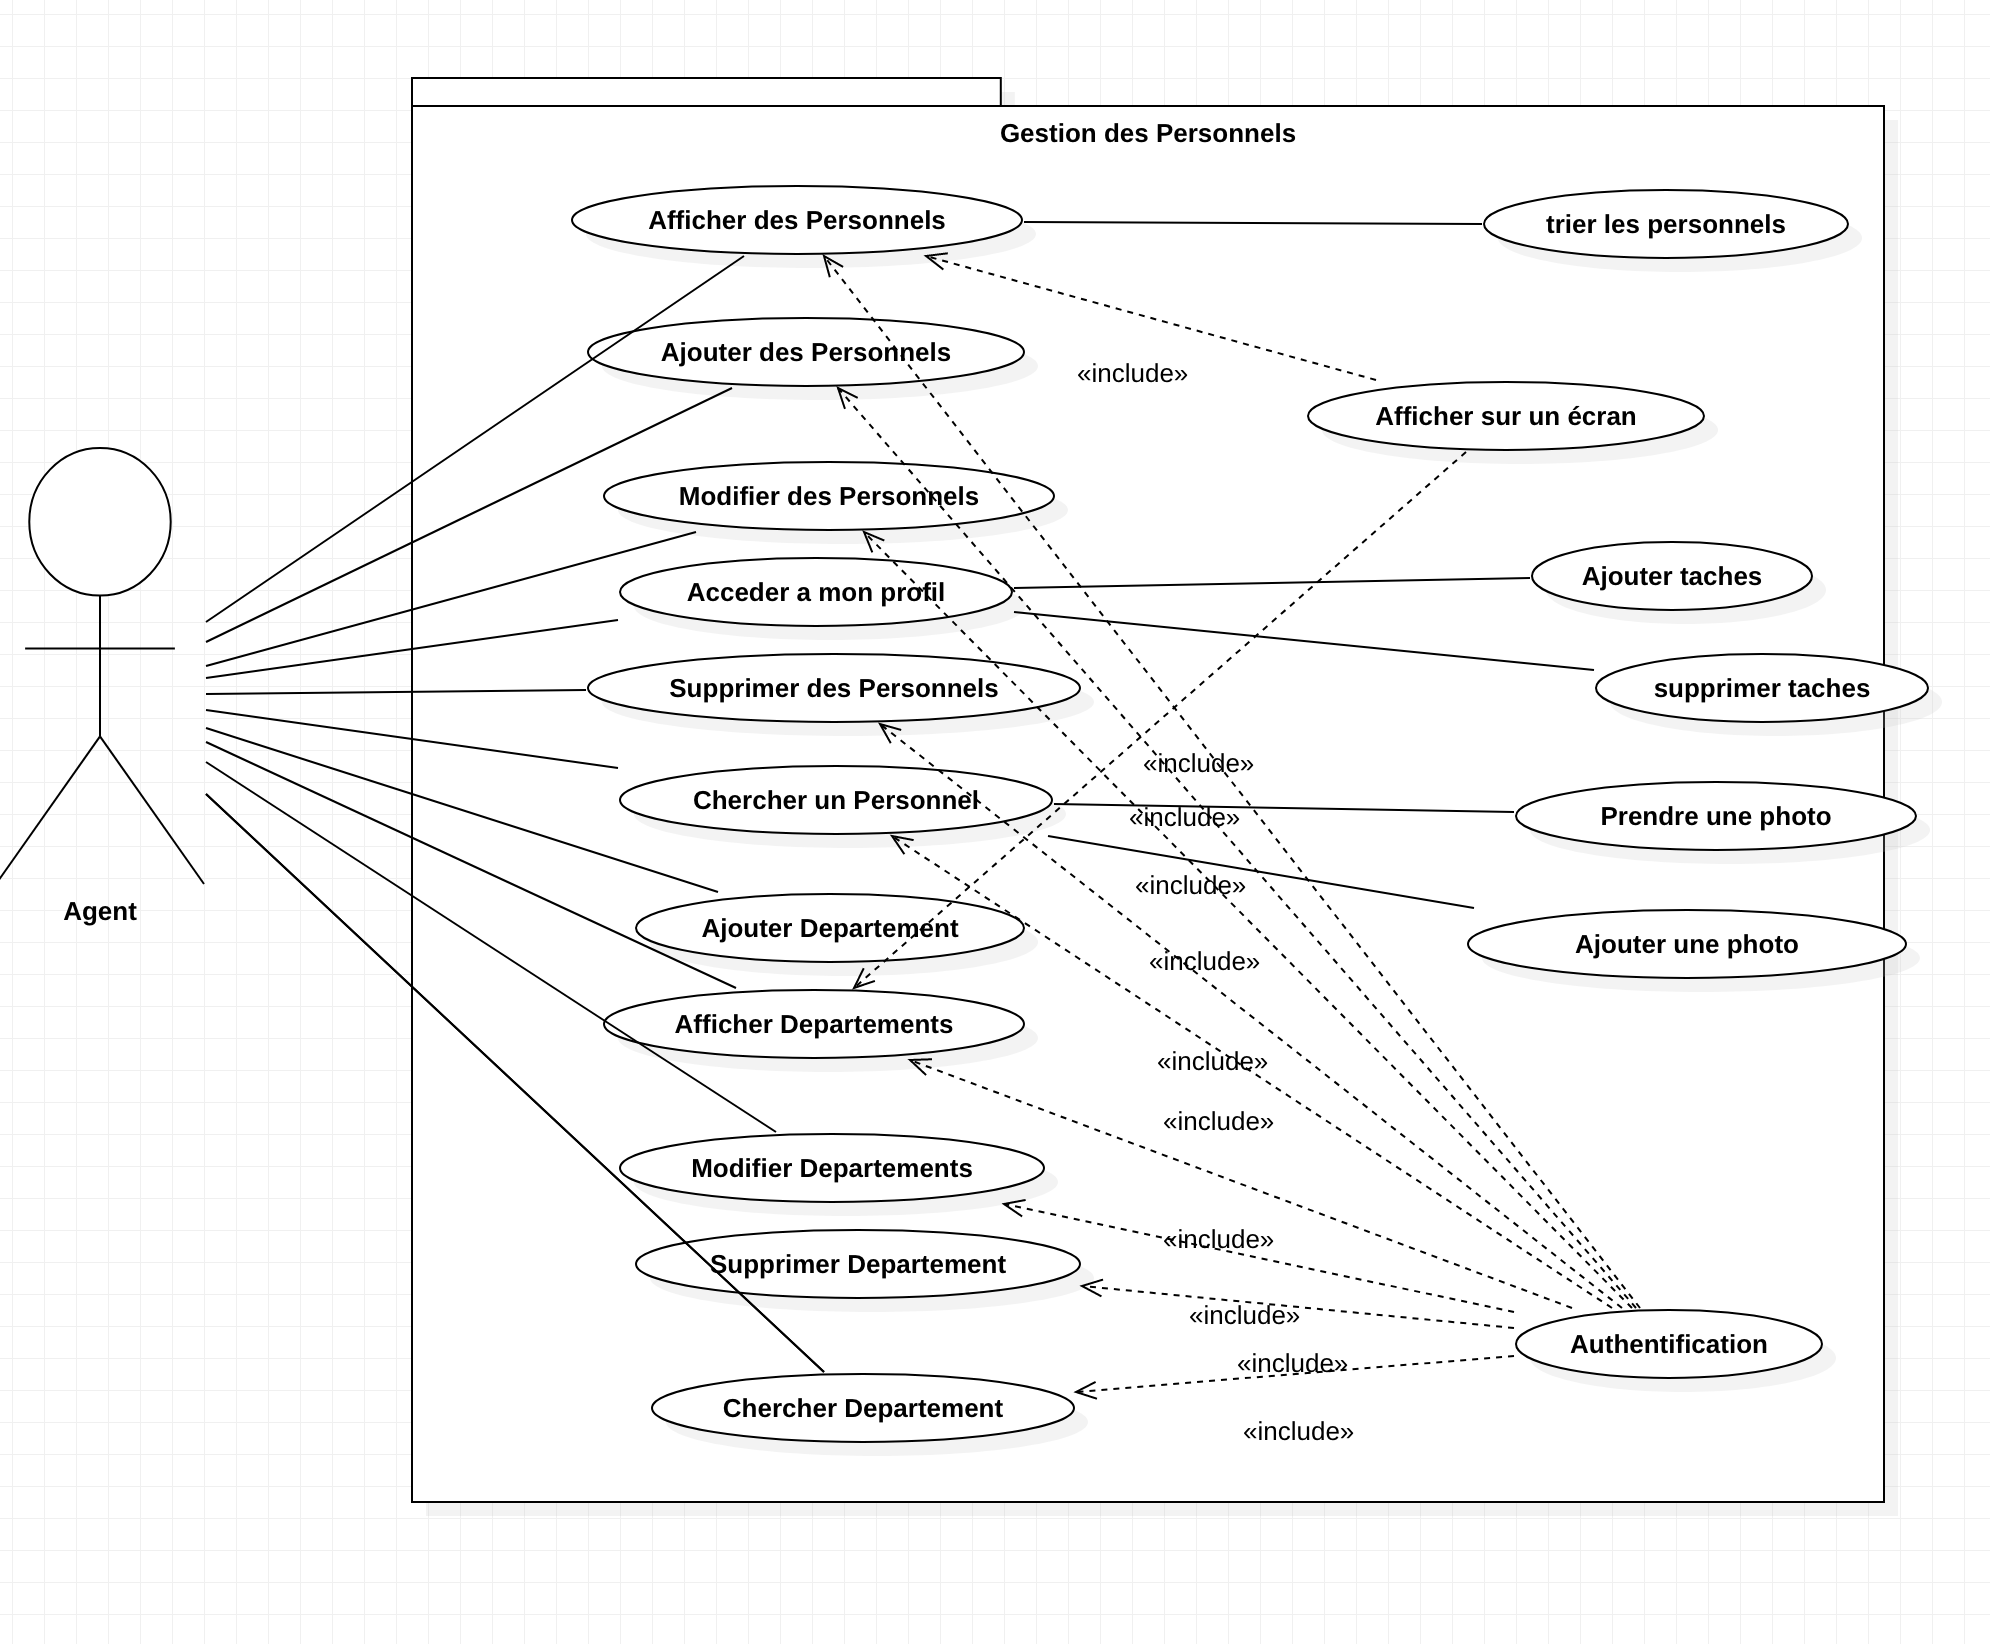 Gestion des Personnels
Afficher des Personnels
trier les personnels
Ajouter des Personnels
«include»
Afficher sur un écran
Modifier des Personnels
Ajouter taches
Acceder a mon profil
supprimer taches
Supprimer des Personnels
«include»
Chercher un Personnel
Prendre une photo
«include»
«include»
Agent
Ajouter Departement
Ajouter une photo
«include»
Afficher Departements
«include»
«include»
Modifier Departements
«include»
Supprimer Departement
«include»
Authentification
«include»
Chercher Departement
«include»